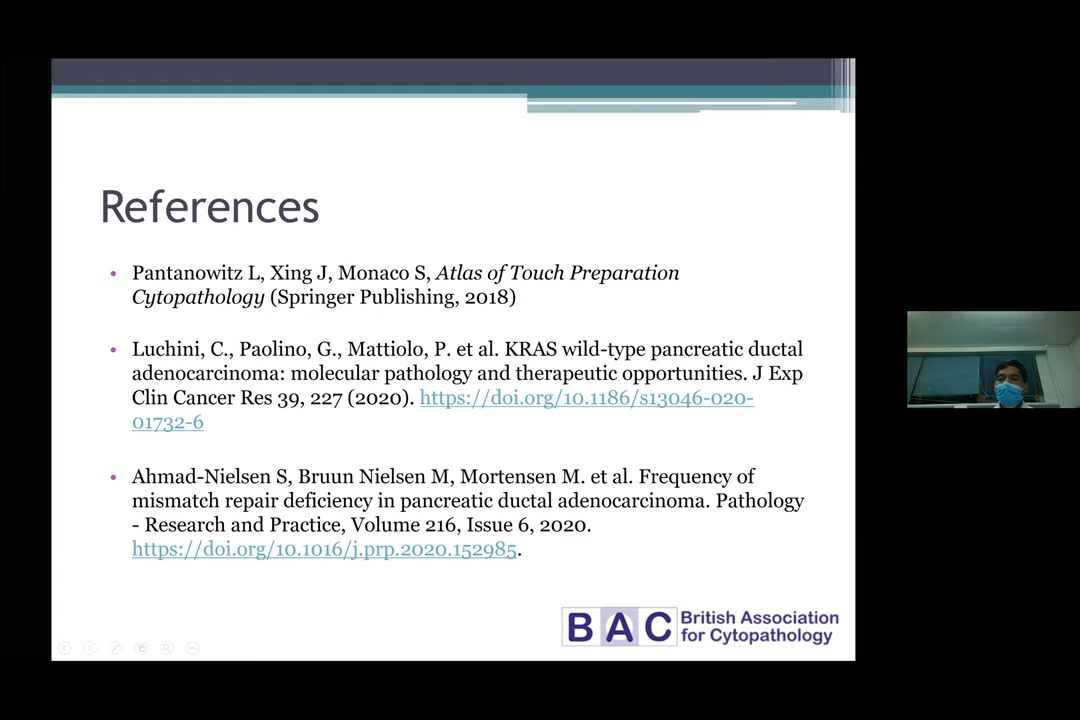 References
• Pantanowitz L, Xing J, Monaco S, Atlas of Touch Preparation
Cytopathology (Springer Publishing, 2018)
• Luchini, C., Paolino, G., Mattiolo, P. et al. KRAS wild-type pancreatic ductal
adenocarcinoma: molecular pathology and therapeutic opportunities. J Exp
Clin Cancer Res 39, 227 (2020). https://doi.org/10.1186/s13046-020-
01732-6
• Ahmad-Nielsen S, Bruun Nielsen M, Mortensen M. et al. Frequency of
mismatch repair deficiency in pancreatic ductal adenocarcinoma. Pathology
- Research and Practice, Volume 216, Issue 6, 2020.
https://doi.org/10.1016/j.prp.2020.152985.
BAC British Association
for Cytopathology